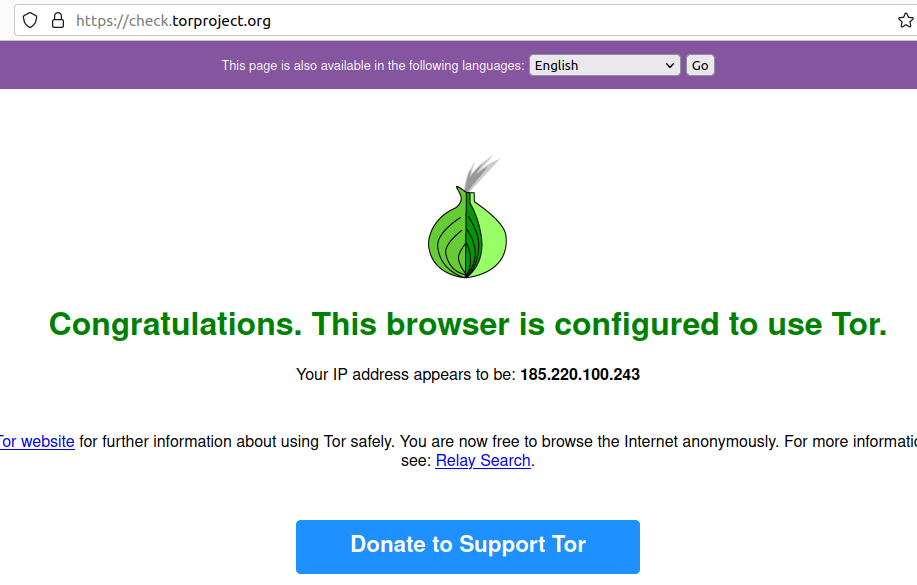 https://check.torproject.org
This page is also available in the following languages: English Go
Congratulations. This browser is configured to use Tor.
Your IP address appears to be: 185.220.100.243
Tor website for further information about using Tor safely. You are now free to browse the Internet anonymously. For more
see: Relay Search.
Donate to Support Tor